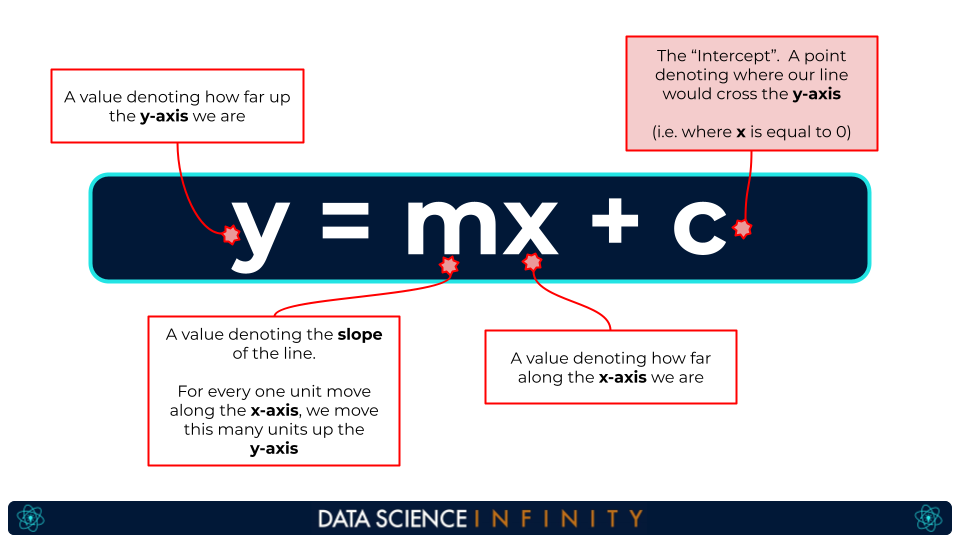 A value denoting how far up
the y-axis we are
The “Intercept”. A point
denoting where our line
would cross the y-axis
(i.e. where x is equal to 0)
y = mx + c
A value denoting the slope
of the line.
For every one unit move
along the x-axis, we move
this many units up the
y-axis
A value denoting how far
along the x-axis we are
DATA SCIENCE INFINITY